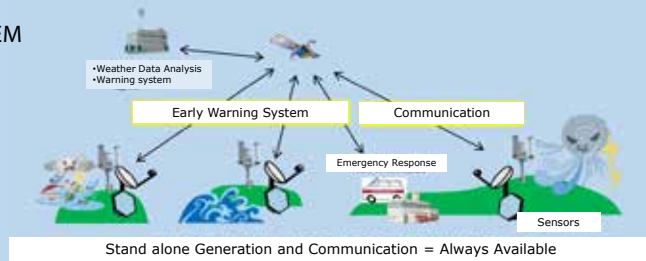 EM
•Weather Data Analysis
•Warning system
Early Warning System
Communication
Emergency Response
Sensors
Stand alone Generation and Communication = Always Available